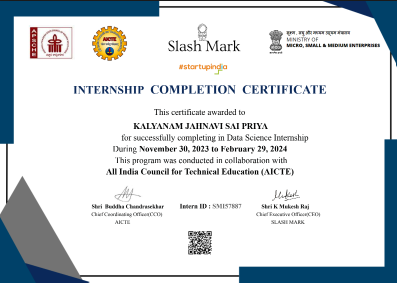 APSCHE
AICTE
Slash Mark
#startupindia
सूक्ष्म, लघु और मध्यम उद्यम मंत्रालय
MINISTRY OF
MICRO, SMALL & MEDIUM ENTERPRISES
INTERNSHIP COMPLETION CERTIFICATE
This certificate awarded to
KALYANAM JAHNAVI SAI PRIYA
for successfully completing in Data Science Internship
During November 30, 2023 to February 29, 2024
This program was conducted in collaboration with
All India Council for Technical Education (AICTE)
Shri Buddha Chandrasekhar
Chief Coordinating Officer(CCO)
AICTE
Intern ID : SMI57887
Mukesh
Shri K Mukesh Raj
Chief Executive Officer(CEO)
SLASH MARK